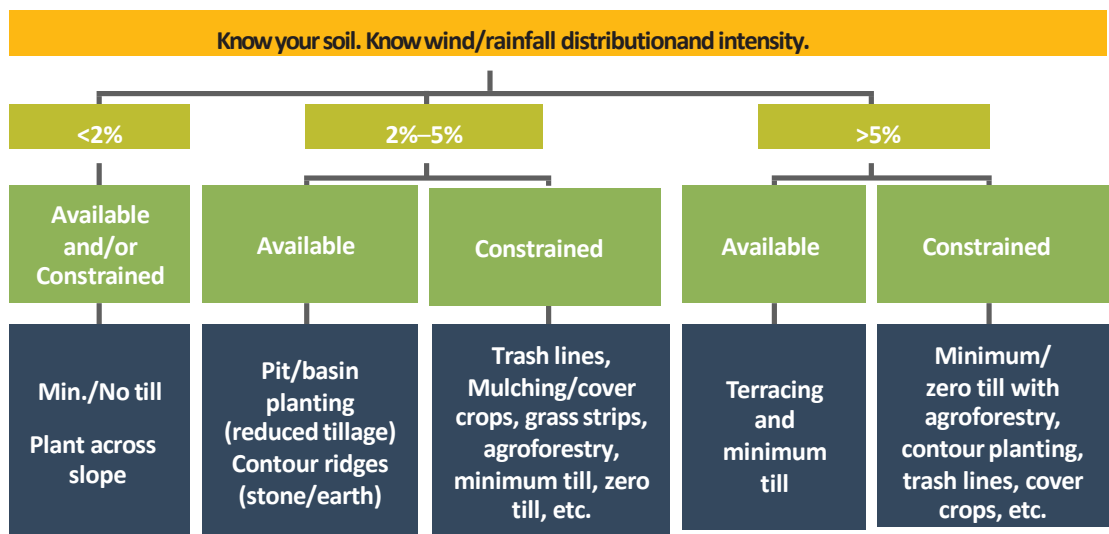 Know your soil. Know wind/rainfall distributionand intensity.
<2%
2%–5%
>5%
Available
and/or
Constrained
Available
Constrained
Available
Constrained
Min./No till
Plant across
slope
Pit/basin
planting
(reduced tillage)
Contour ridges
(stone/earth)
Trash lines,
Mulching/cover
crops, grass strips,
agroforestry,
minimum till, zero
till, etc.
Terracing
and
minimum
till
Minimum/
zero till with
agroforestry,
contour planting,
trash lines, cover
crops, etc.